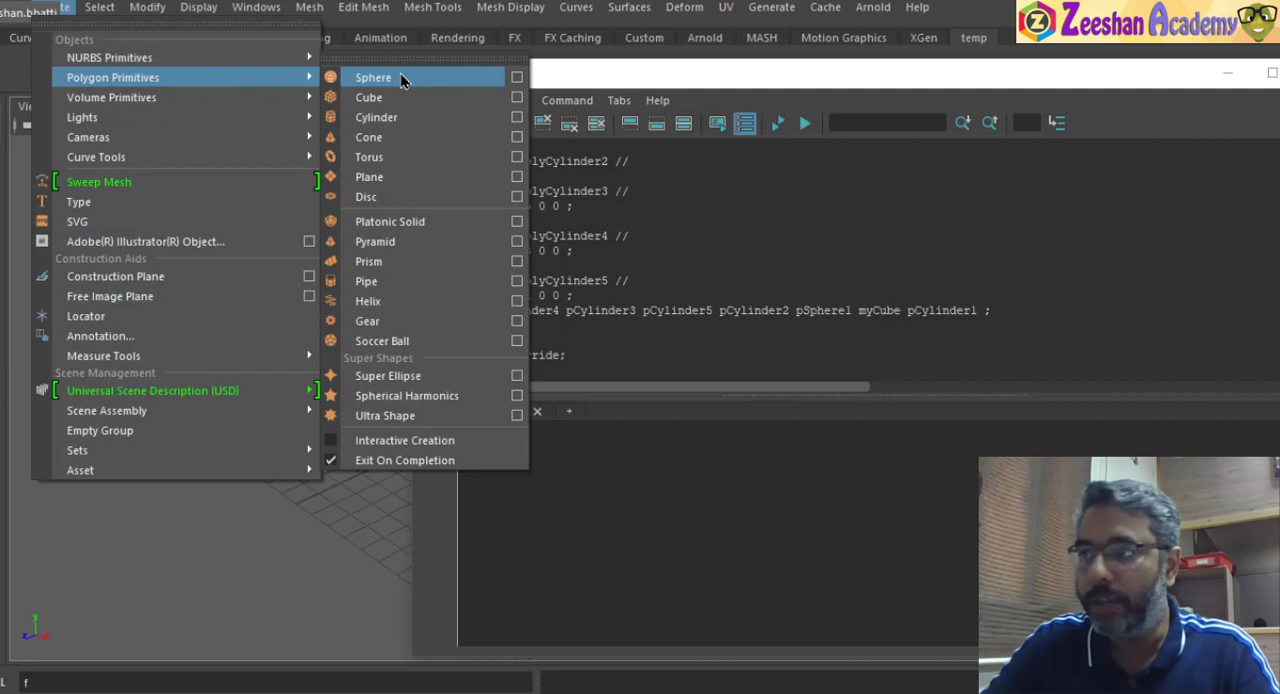 shan.bhatti
te Select Modify Display Windows Mesh Edit Mesh Mesh Tools Mesh Display Curves Surfaces Deform UV Generate Cache Arnold Help
Zeeshan Academy
Animation Rendering FX FX Caching Custom Arnold MASH Motion Graphics XGen temp
Objects
NURBS Primitives
Polygon Primitives
Volume Primitives
Lights
Cameras
Curve Tools
Sweep Mesh
Type
SVG
Adobe(R) Illustrator(R) Object...
Construction Aids
Construction Plane
Free Image Plane
Locator
Annotation...
Measure Tools
Scene Management
Universal Scene Description (USD)
Scene Assembly
Empty Group
Sets
Asset
Sphere
Cube
Cylinder
Cone
Torus
Plane
Disc
Platonic Solid
Pyramid
Prism
Pipe
Helix
Gear
Soccer Ball
Super Shapes
Super Ellipse
Spherical Harmonics
Ultra Shape
Interactive Creation
Exit On Completion
Command Tabs Help
lyCylinder2 //
lyCylinder3 //
0 0 ;
lyCylinder4 //
0 0 ;
lyCylinder5 //
0 0 ;
der4 pCylinder3 pCylinder5 pCylinder2 pSphere1 myCube pCylinder1 ;
ride;
y
x
z
L f